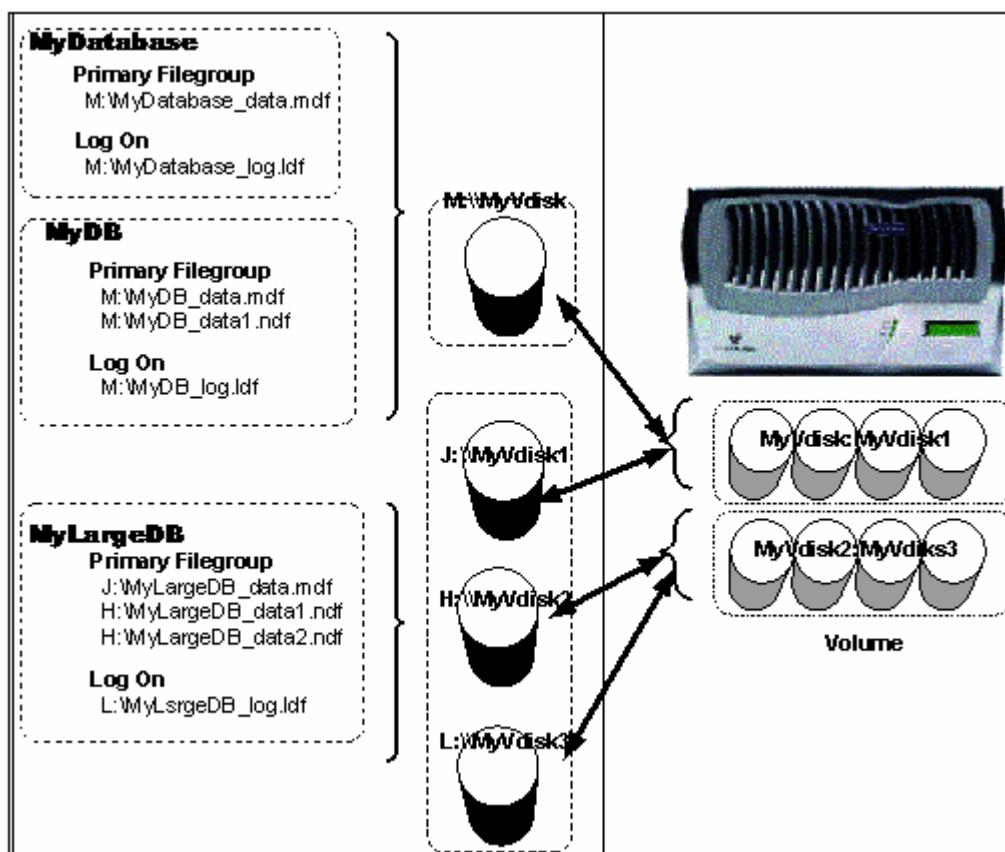 MyDatabase
Primary Filegroup
M:\MyDatabase_data.mdf
Log On
M:\MyDatabase_log.ldf
MyDB
Primary Filegroup
M:\MyDB_data.mdf
M:\MyDB_data1.ndf
Log On
M:\MyDB_log.ldf
MyLargeDB
Primary Filegroup
J:\MyLargeDB_data.mdf
H:\MyLargeDB_data1.ndf
H:\MyLargeDB_data2.ndf
Log On
L:\MyLsrgeDB_log.ldf
M:\\MyVdisk
J:\\MyVdisk1
H:\\MyVdisk2
L:\\MyVdisk3
MyVdisk:MyVdisk1
MyVdisk2:MyVdiks3
Volume